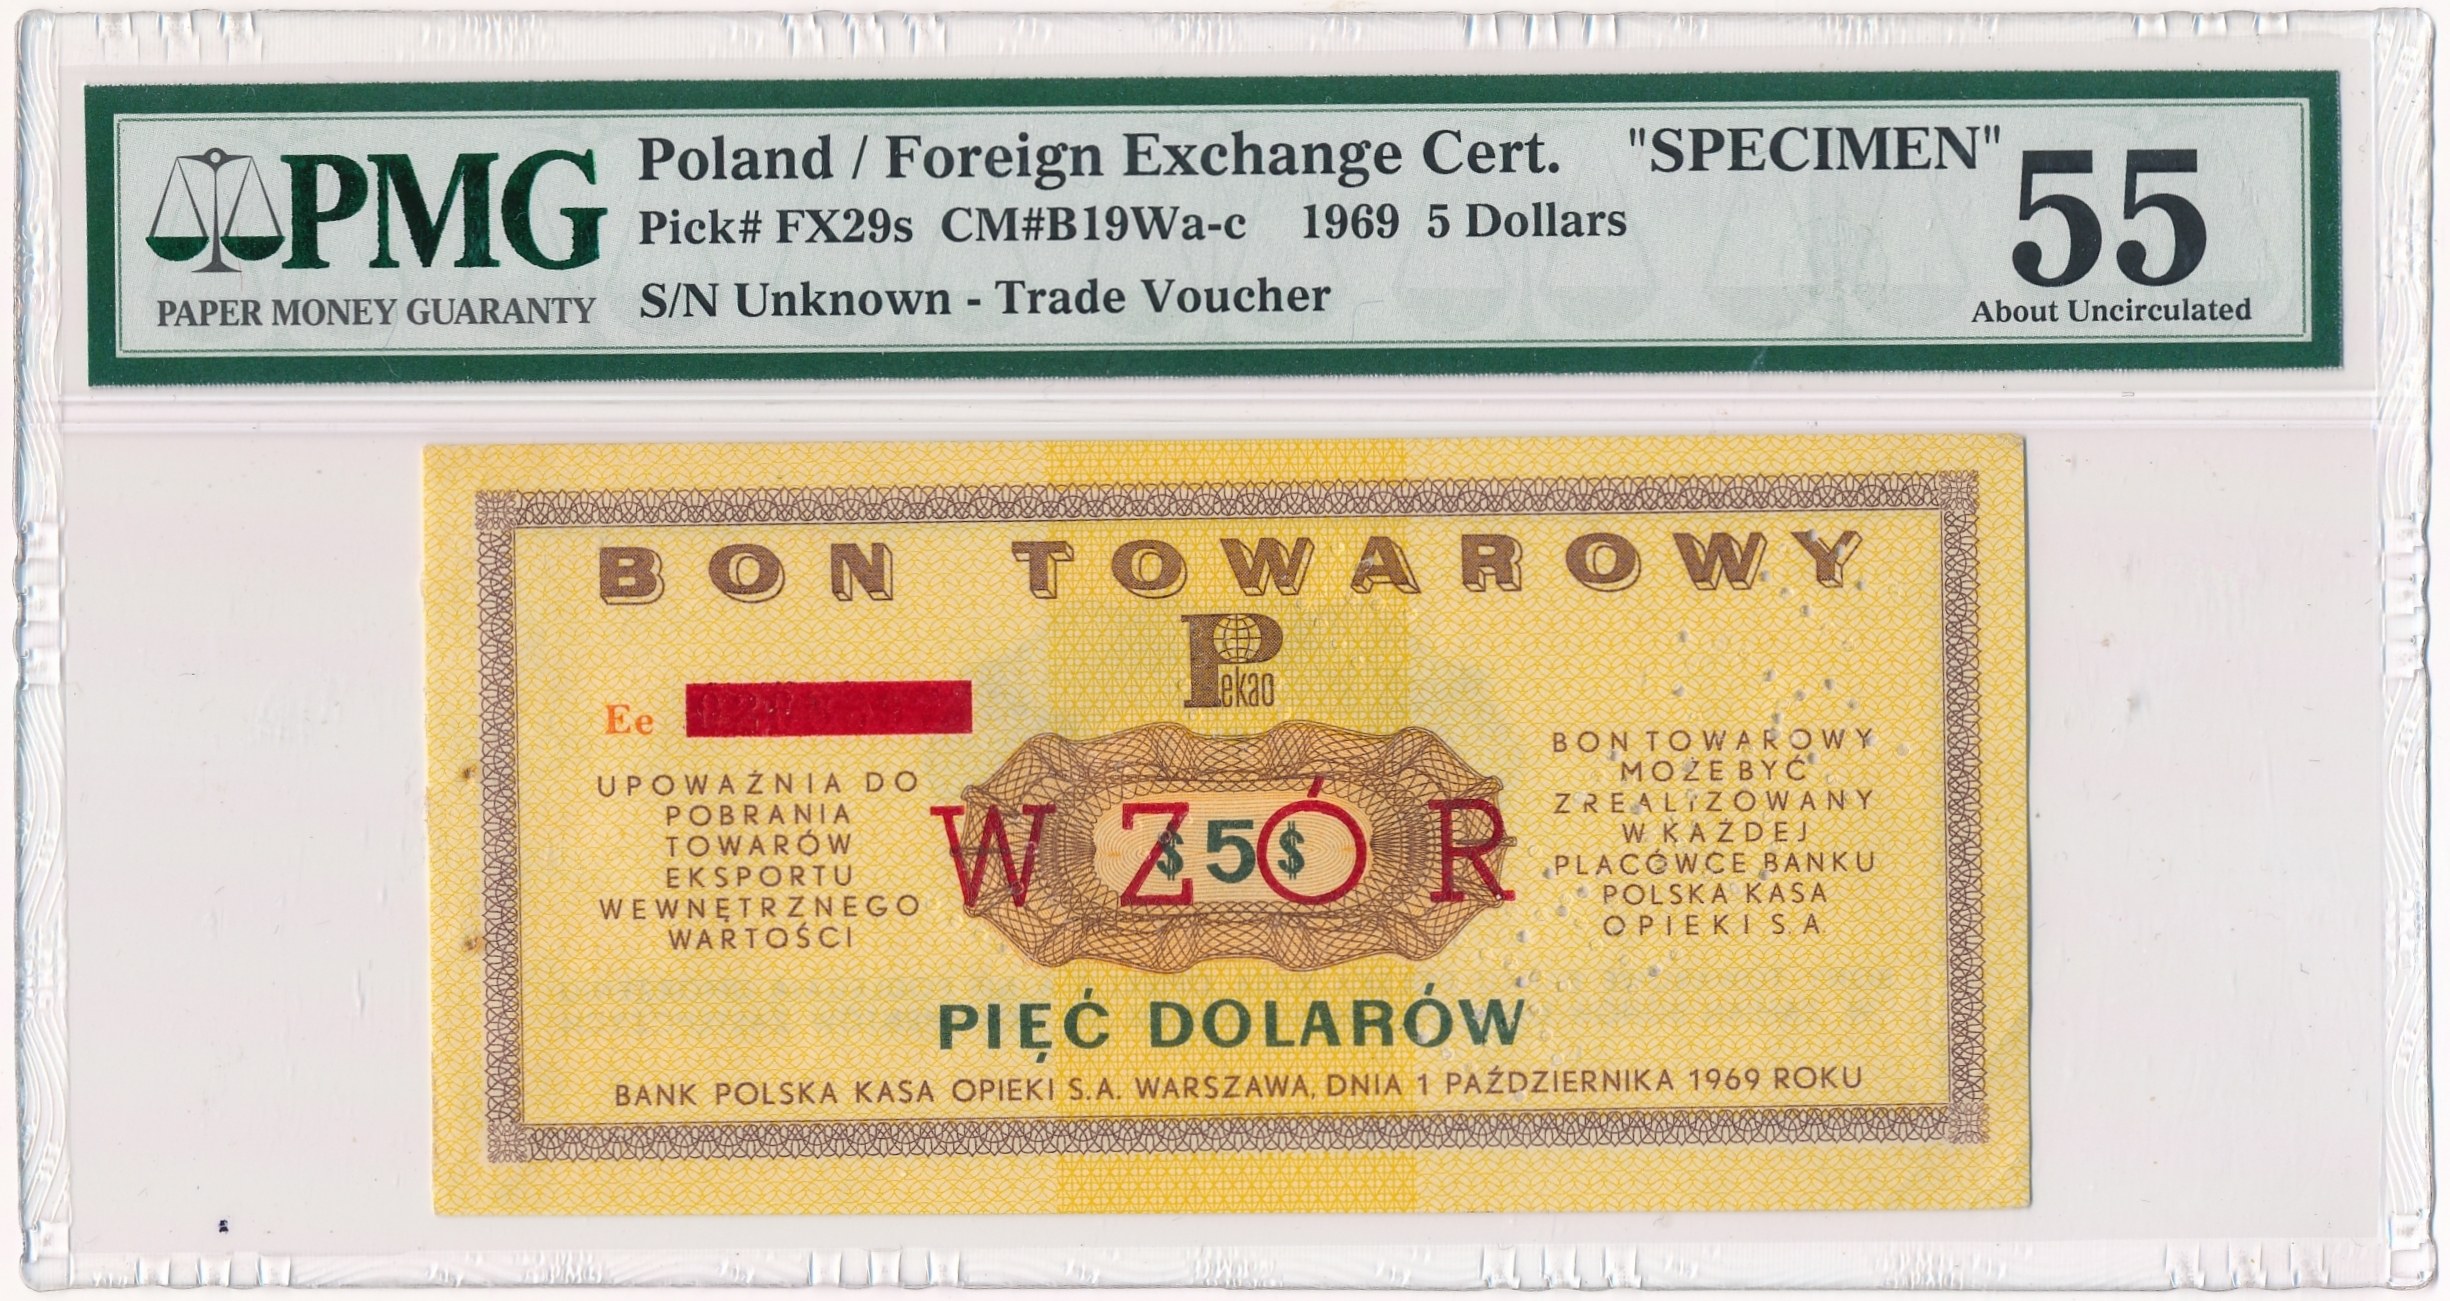 PMG
PAPER MONEY GUARANTY
Poland / Foreign Exchange Cert. "SPECIMEN"
Pick# FX29s CM#B19Wa-c 1969 5 Dollars
S/N Unknown - Trade Voucher
55
About Uncirculated
BON TOWAROWY
Pekao
Ee
UPOWAŻNIA DO
POBRANIA
TOWARÓW
EKSPORTU
WEWNĘTRZNEGO
WARTOŚCI
WZÓR
$5$
BON TOWAROWY
MOŻE BYĆ
ZREALIZOWANY
W KAŻDEJ
PLACÓWCE BANKU
POLSKA KASA
OPIEKI S.A.
PIĘĆ DOLARÓW
BANK POLSKA KASA OPIEKI S.A. WARSZAWA, DNIA 1 PAŹDZIERNIKA 1969 ROKU